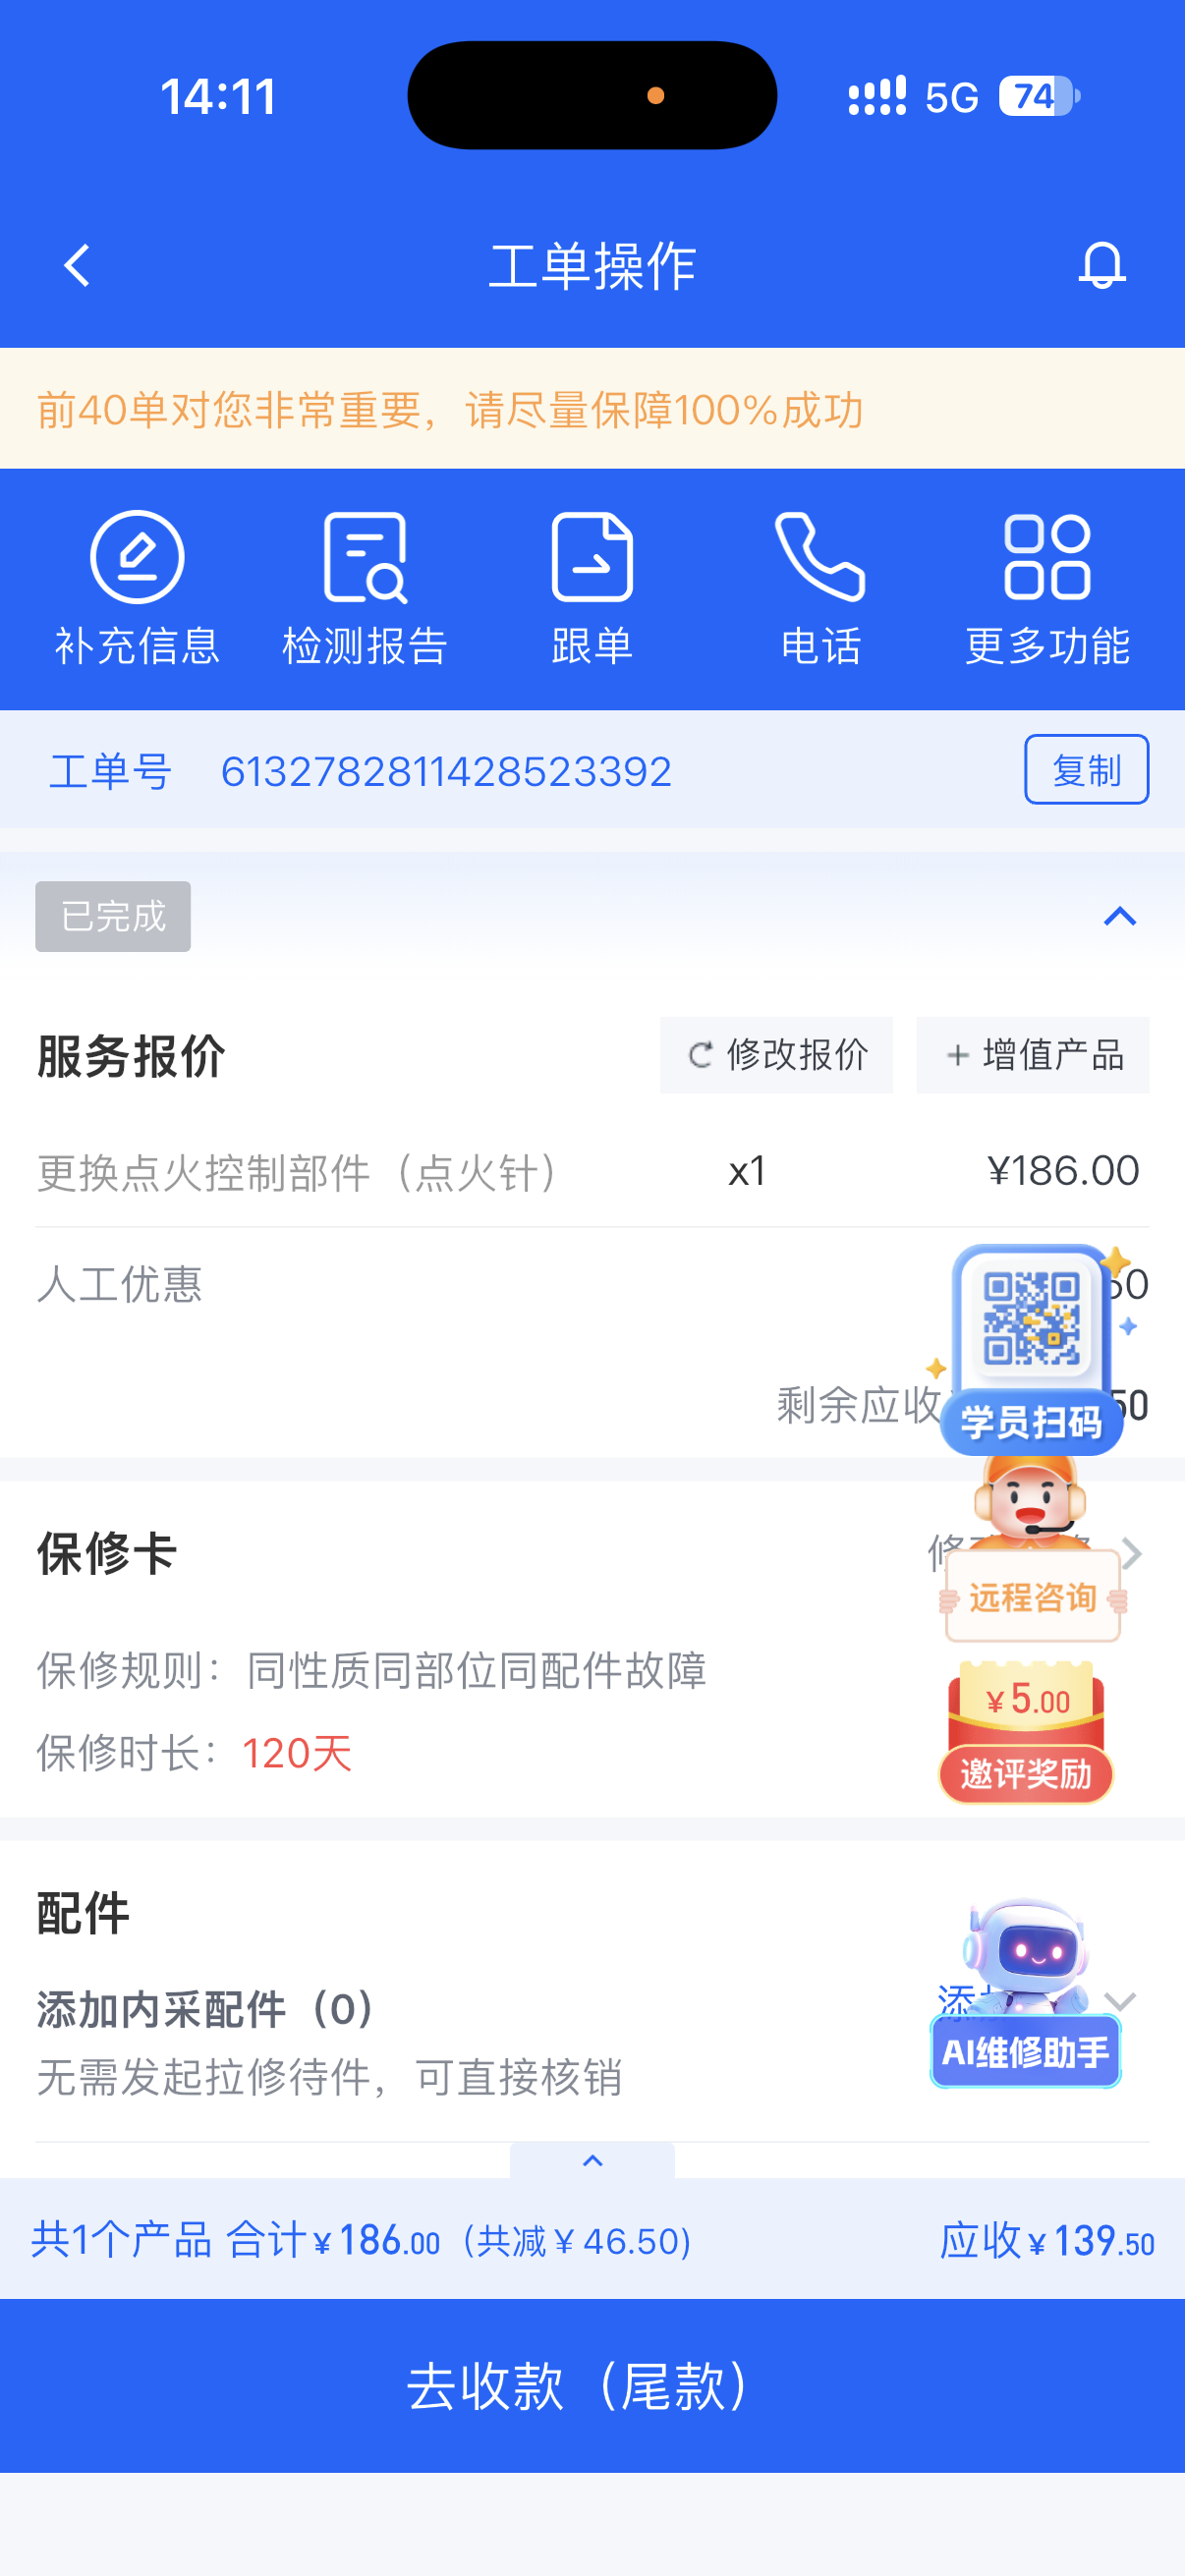 14:11
5G
74
工单操作
前40单对您非常重要，请尽量保障100%成功
补充信息 检测报告 跟单 电话 更多功能
工单号 6132782811428523392 复制
已完成
服务报价 修改报价 + 增值产品
更换点火控制部件（点火针） x1 ¥186.00
人工优惠 50
剩余应收 50
学员扫码
保修卡 修
远程咨询
保修规则：同性质同部位同配件故障
¥5.00
保修时长：120天
邀评奖励
配件
添加内采配件（0） 添
AI维修助手
无需发起拉修待件，可直接核销
共1个产品 合计¥186.00（共减¥46.50） 应收¥139.50
去收款（尾款）